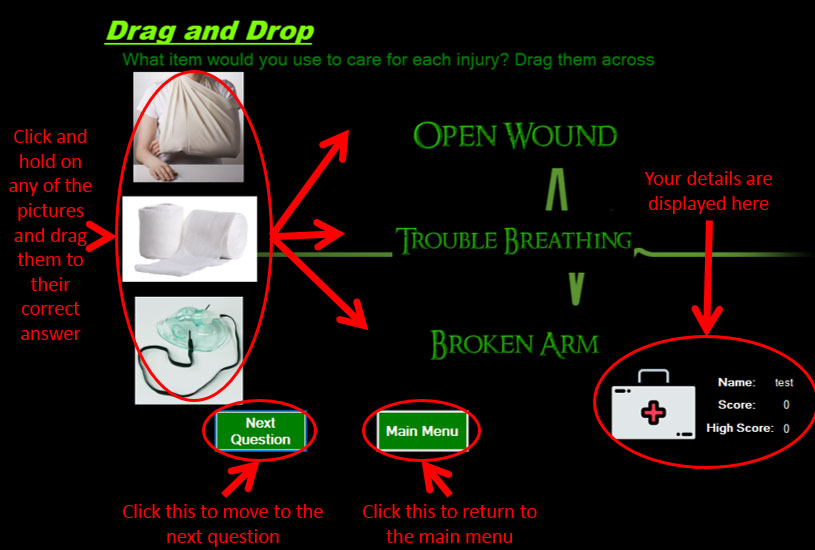 Drag and Drop
What item would you use to care for each injury? Drag them across
Click and
hold on
any of the
pictures
and drag
them to
their
correct
answer
OPEN WOUND
TROUBLE BREATHING
BROKEN ARM
Your details are
displayed here
Name: test
Score: 0
High Score: 0
Next
Question
Main Menu
Click this to move to the
next question
Click this to return to
the main menu